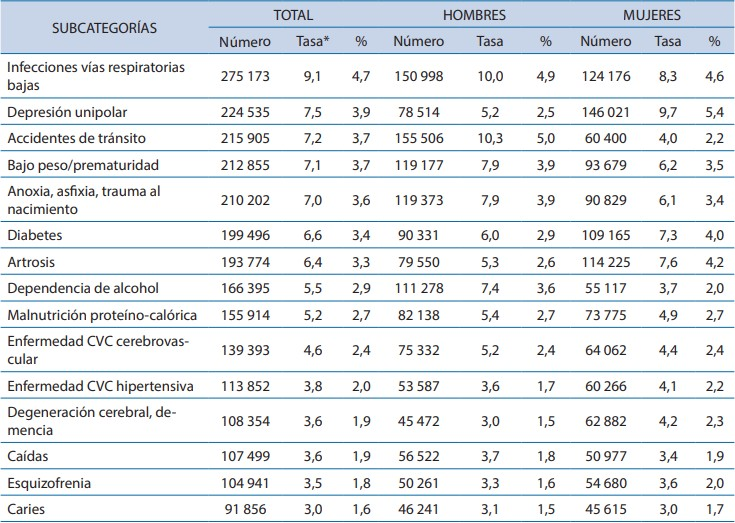 SUBCATEGORÍAS TOTAL HOMBRES MUJERES
Número Tasa* % Número Tasa % Número Tasa %
Infecciones vías respiratorias
bajas 275 173 9,1 4,7 150 998 10,0 4,9 124 176 8,3 4,6
Depresión unipolar 224 535 7,5 3,9 78 514 5,2 2,5 146 021 9,7 5,4
Accidentes de tránsito 215 905 7,2 3,7 155 506 10,3 5,0 60 400 4,0 2,2
Bajo peso/prematuridad 212 855 7,1 3,7 119 177 7,9 3,9 93 679 6,2 3,5
Anoxia, asfixia, trauma al
nacimiento 210 202 7,0 3,6 119 373 7,9 3,9 90 829 6,1 3,4
Diabetes 199 496 6,6 3,4 90 331 6,0 2,9 109 165 7,3 4,0
Artrosis 193 774 6,4 3,3 79 550 5,3 2,6 114 225 7,6 4,2
Dependencia de alcohol 166 395 5,5 2,9 111 278 7,4 3,6 55 117 3,7 2,0
Malnutrición proteíno-calórica 155 914 5,2 2,7 82 138 5,4 2,7 73 775 4,9 2,7
Enfermedad CVC cerebrovas-
cular 139 393 4,6 2,4 75 332 5,2 2,4 64 062 4,4 2,4
Enfermedad CVC hipertensiva 113 852 3,8 2,0 53 587 3,6 1,7 60 266 4,1 2,2
Degeneración cerebral, de-
mencia 108 354 3,6 1,9 45 472 3,0 1,5 62 882 4,2 2,3
Caídas 107 499 3,6 1,9 56 522 3,7 1,8 50 977 3,4 1,9
Esquizofrenia 104 941 3,5 1,8 50 261 3,3 1,6 54 680 3,6 2,0
Caries 91 856 3,0 1,6 46 241 3,1 1,5 45 615 3,0 1,7